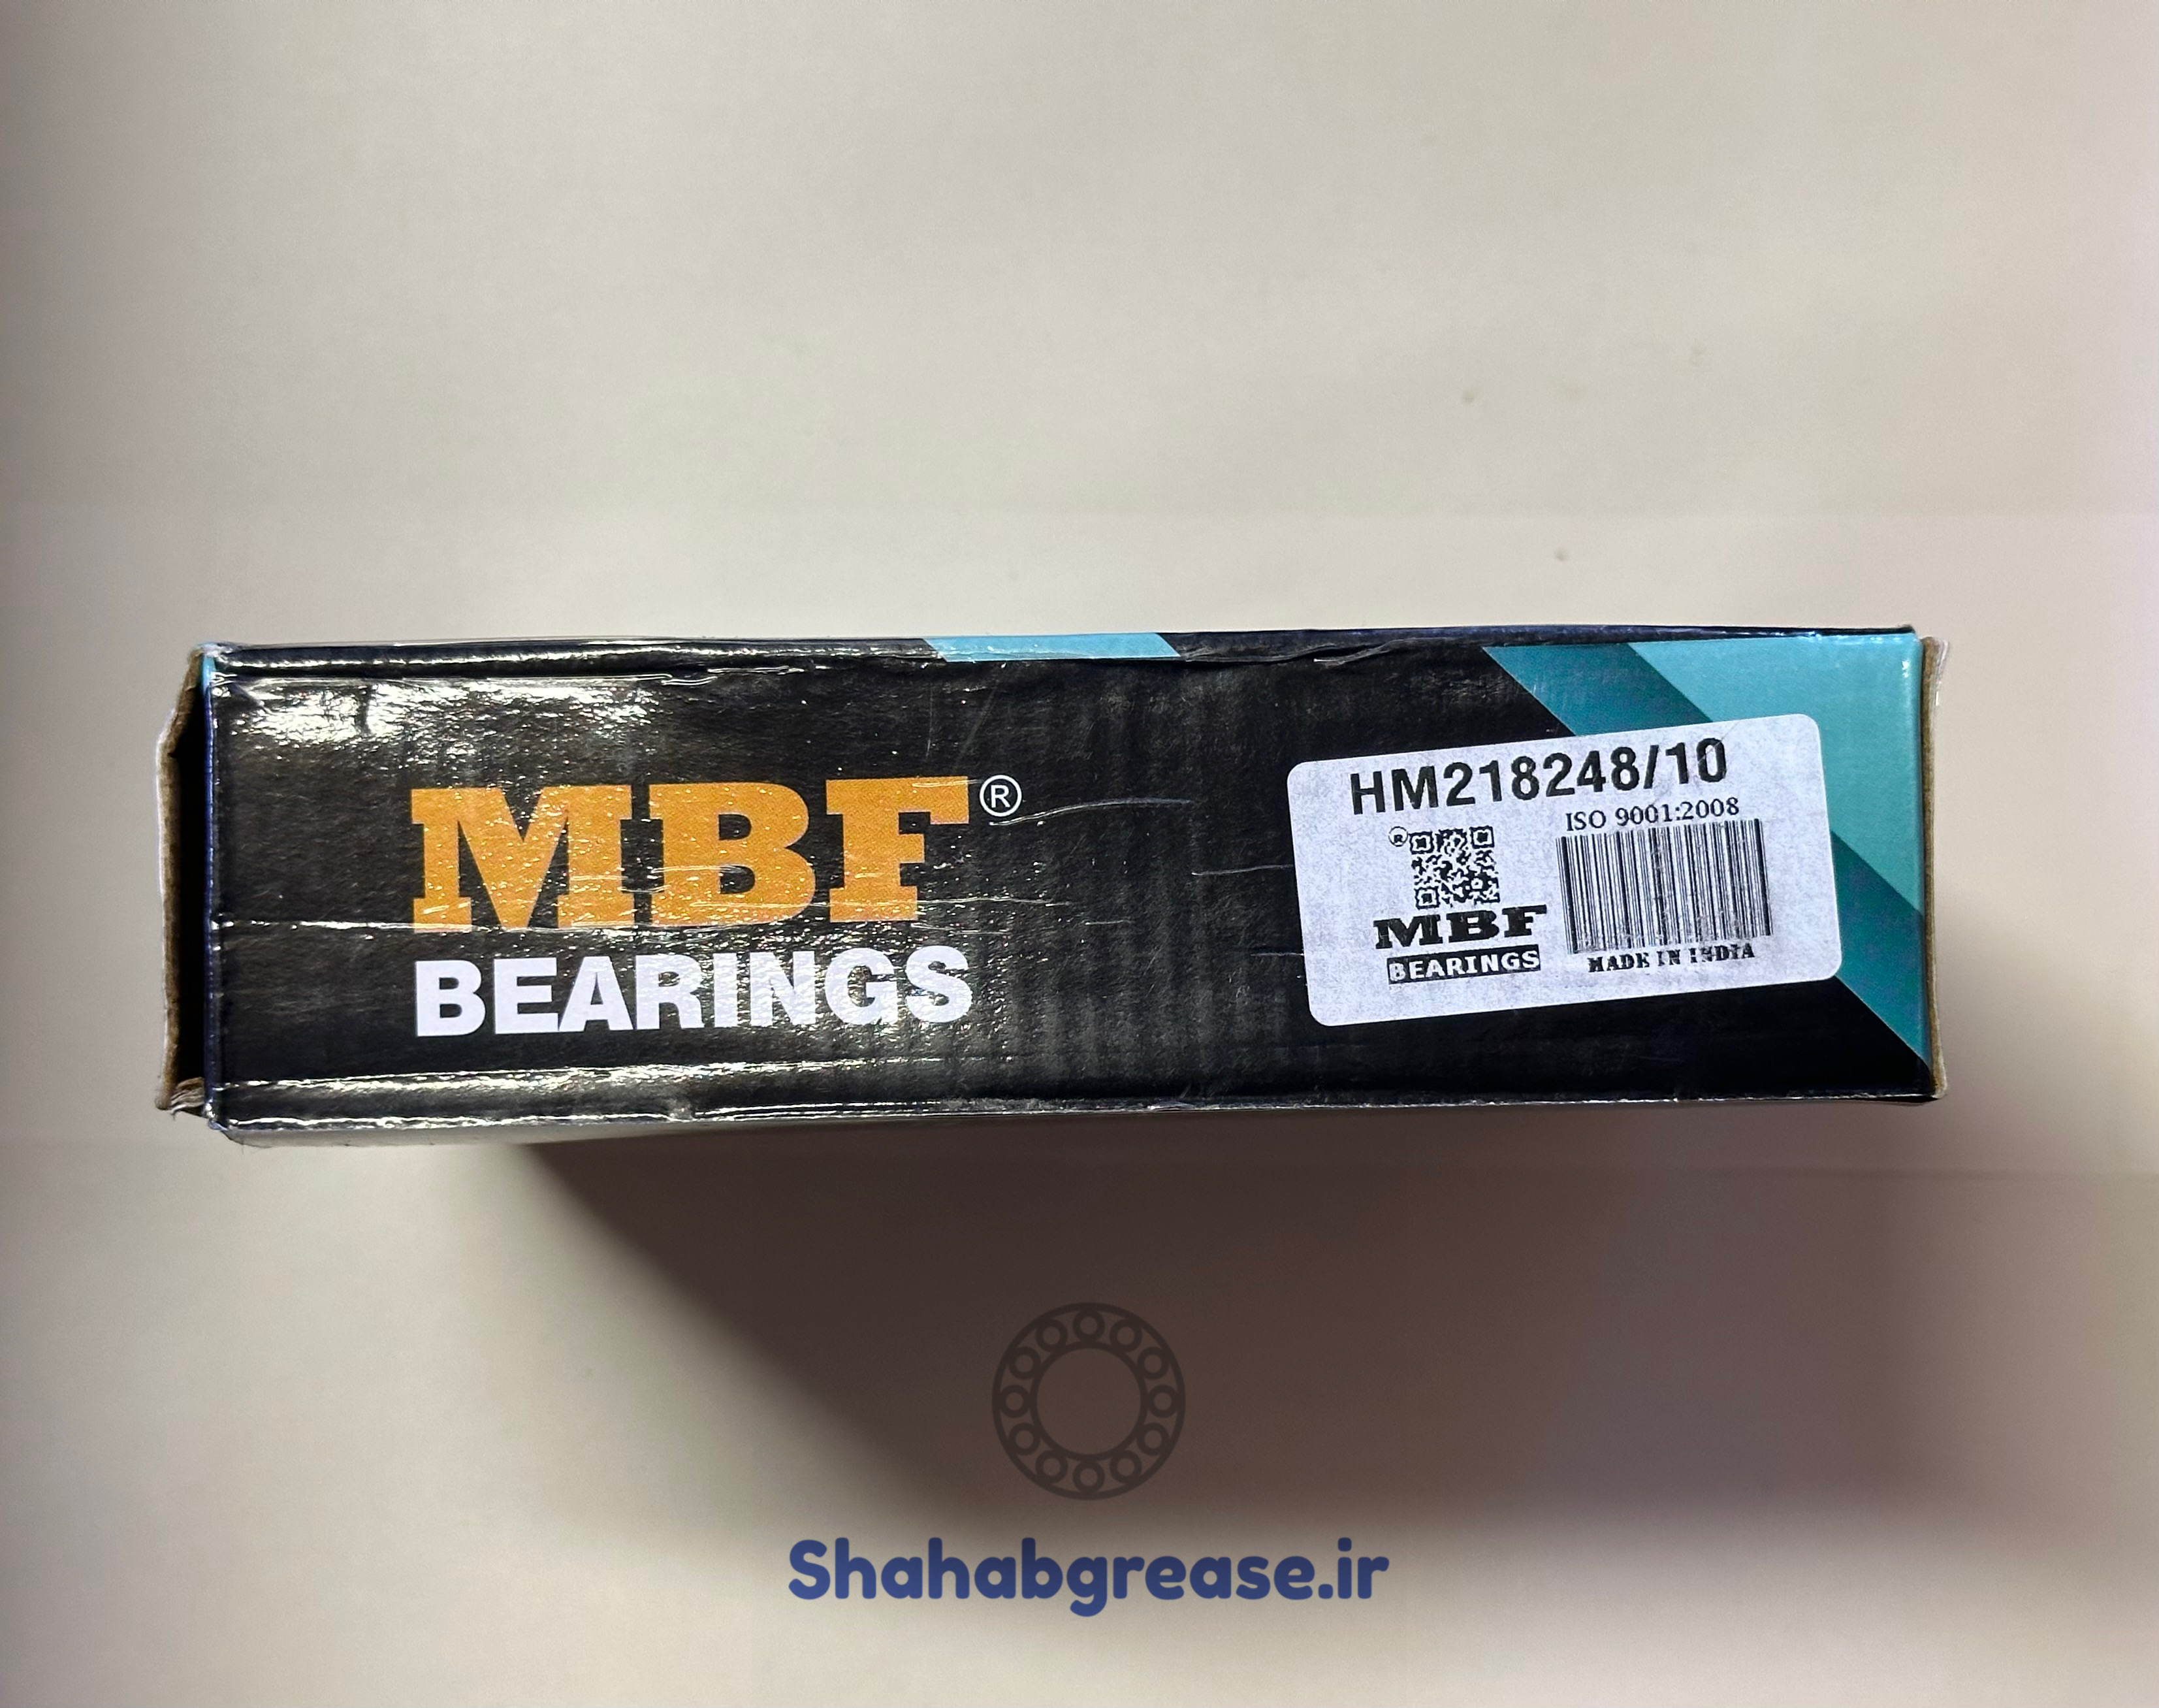 MBF®
BEARINGS
HM218248/10
ISO 9001:2008
®
MBF
BEARINGS
MADE IN INDIA
Shahabgrease.ir